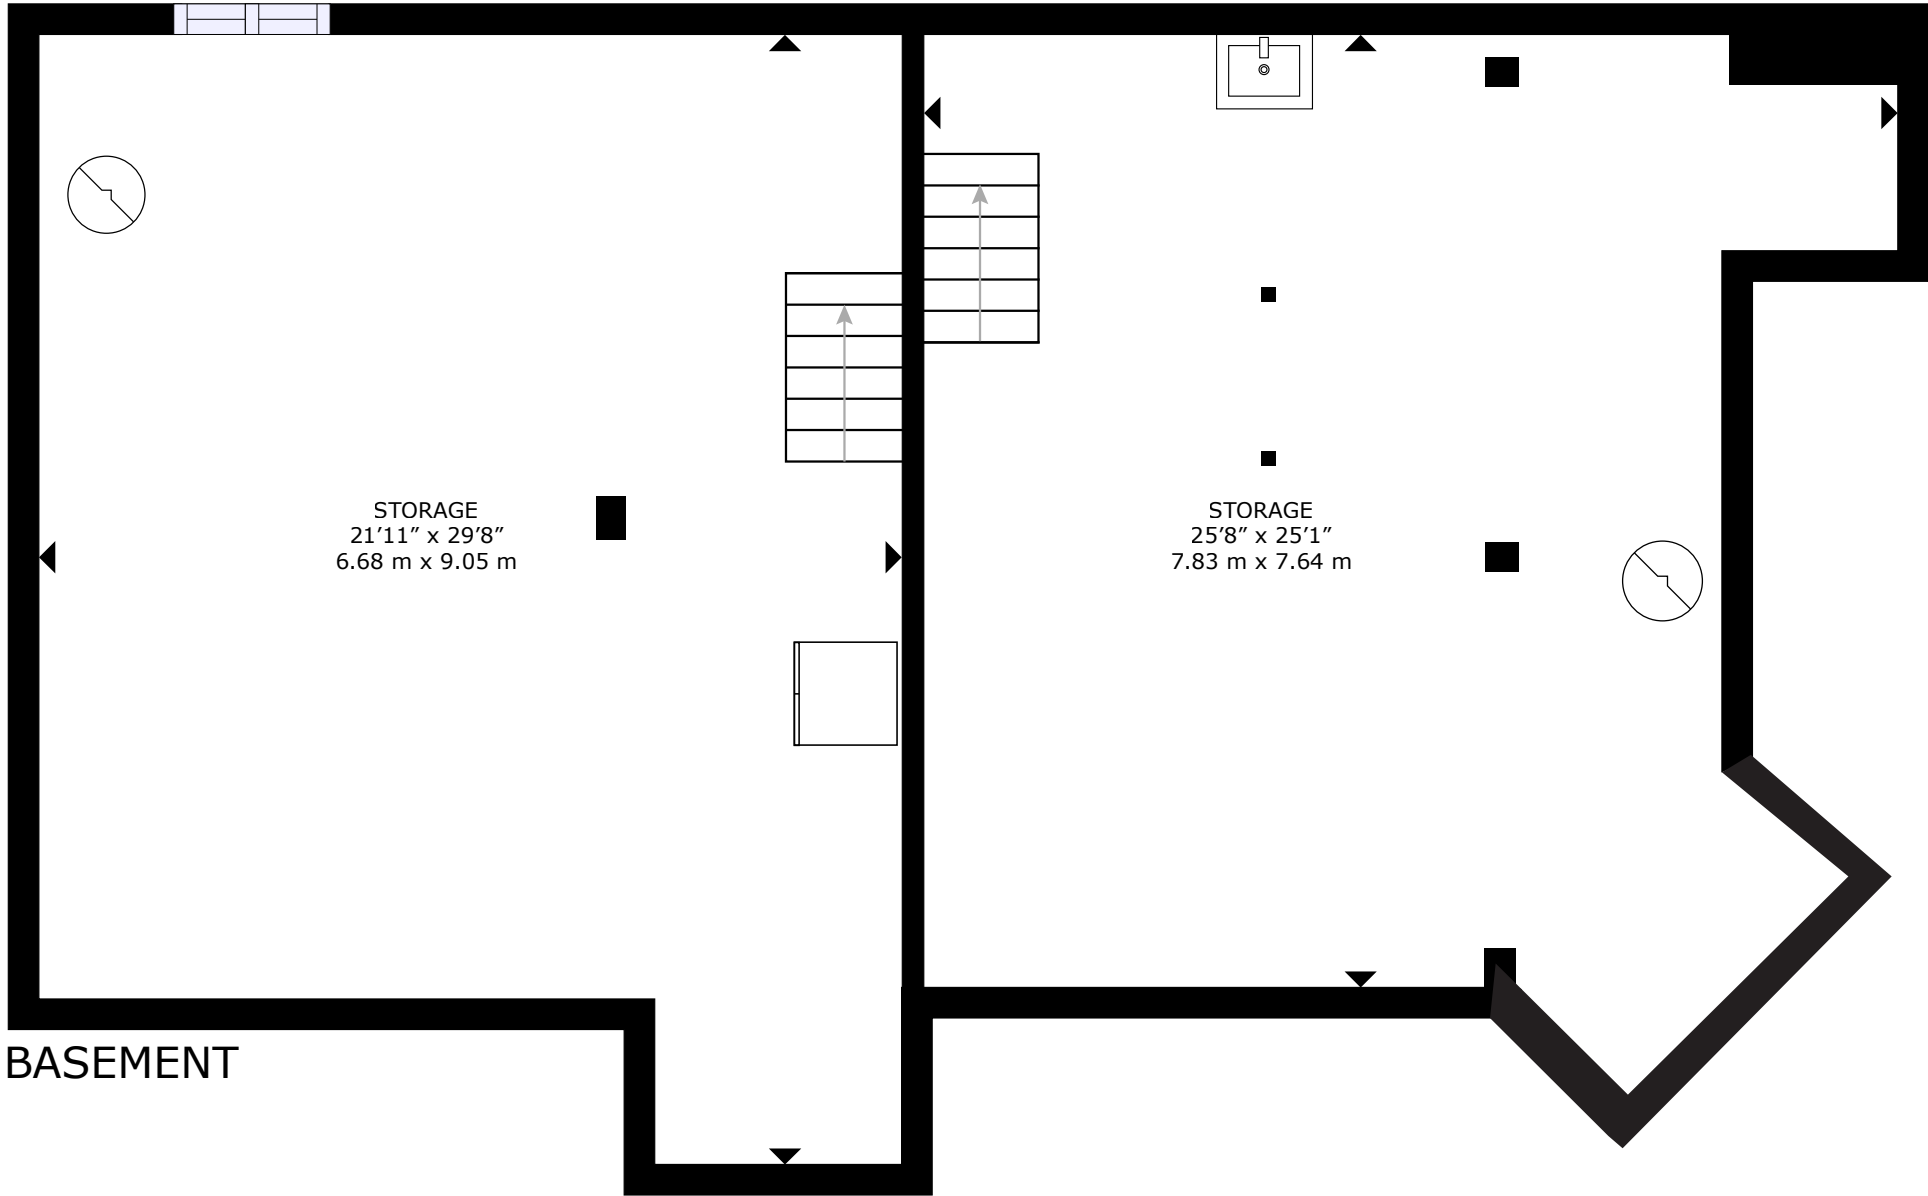 STORAGE
21’11” x 29’8”
6.68 m x 9.05 m
STORAGE
25’8” x 25’1”
7.83 m x 7.64 m
BASEMENT